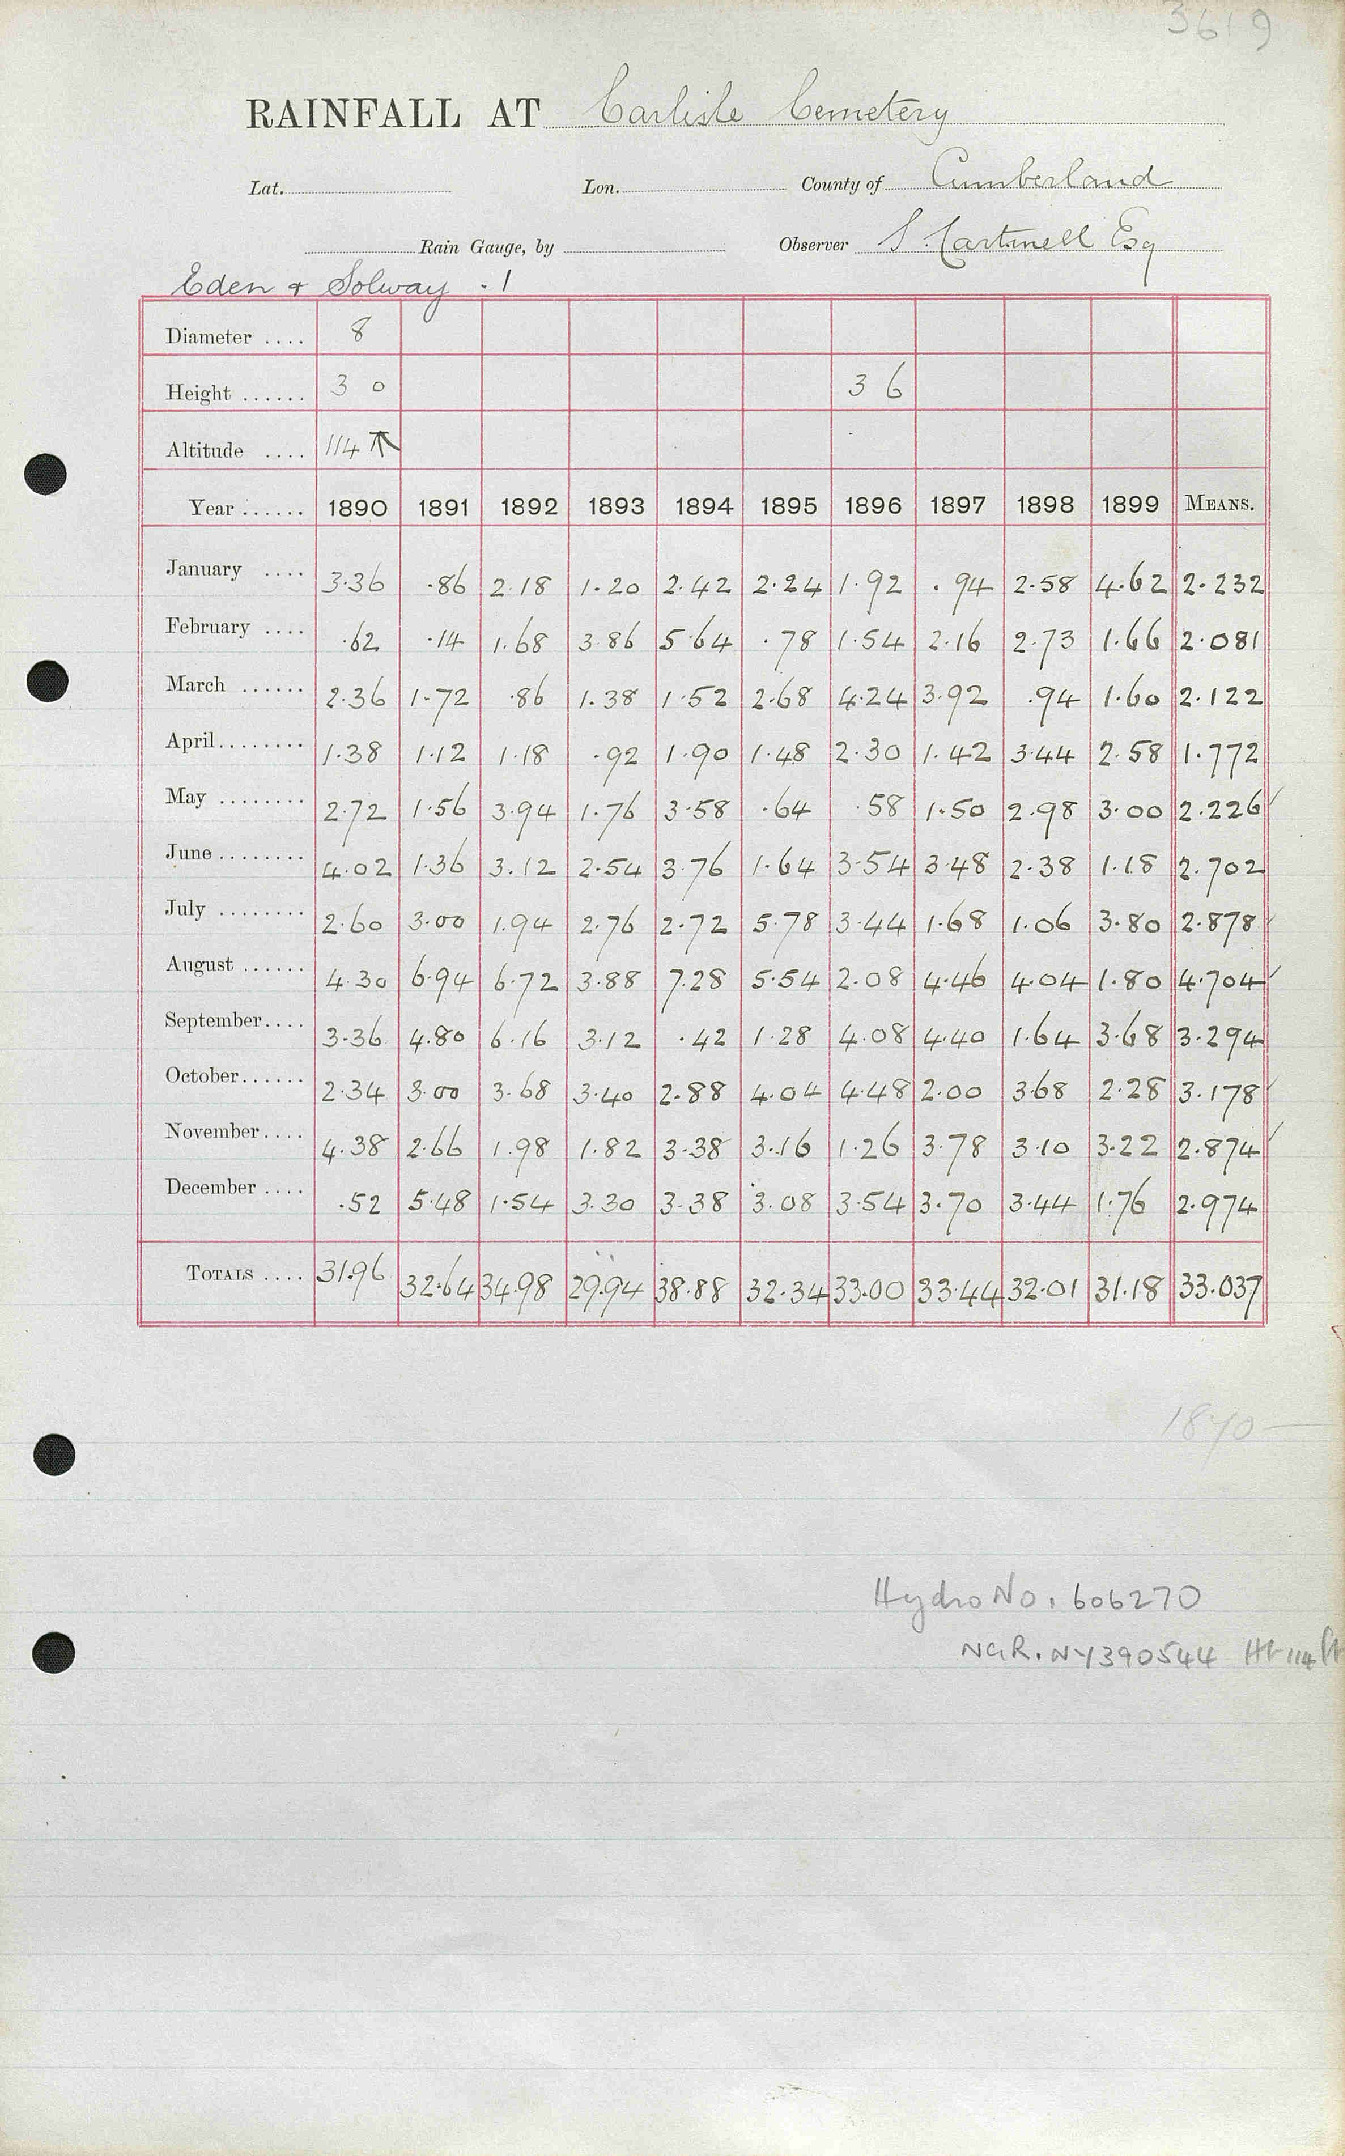 3619
RAINFALL AT Carlisle Cemetery
Lat. Lon. County of Cumberland
Rain Gauge, by Observer S. Cartmell Esq
Eden & Solway . 1
Diameter .... 8
Height ...... 3 0 3 6
Altitude .... 114 ↑
Year ...... 1890 1891 1892 1893 1894 1895 1896 1897 1898 1899 MEANS.
January .... 3.36 .86 2.18 1.20 2.42 2.24 1.92 .94 2.58 4.62 2.232
February .... .62 .14 1.68 3.86 5.64 .78 1.54 2.16 2.73 1.66 2.081
March ...... 2.36 1.72 .86 1.38 1.52 2.68 4.24 3.92 .94 1.60 2.122
April........ 1.38 1.12 1.18 .92 1.90 1.48 2.30 1.42 3.44 2.58 1.772
May ........ 2.72 1.56 3.94 1.76 3.58 .64 .58 1.50 2.98 3.00 2.226
June ........ 4.02 1.36 3.12 2.54 3.76 1.64 3.54 3.48 2.38 1.18 2.702
July ........ 2.60 3.00 1.94 2.76 2.72 5.78 3.44 1.68 1.06 3.80 2.878
August ...... 4.30 6.94 6.72 3.88 7.28 5.54 2.08 4.46 4.04 1.80 4.704
September.... 3.36 4.80 6.16 3.12 .42 1.28 4.08 4.40 1.64 3.68 3.294
October...... 2.34 3.00 3.68 3.40 2.88 4.04 4.48 2.00 3.68 2.28 3.178
November.... 4.38 2.66 1.98 1.82 3.38 3.16 1.26 3.78 3.10 3.22 2.874
December .... .52 5.48 1.54 3.30 3.38 3.08 3.54 3.70 3.44 1.76 2.974
TOTALS .... 31.96 32.64 34.98 29.94 38.88 32.34 33.00 33.44 32.01 31.18 33.037
1870—
Hydro No. 606270
NGR. NY390544 Ht 114 ft